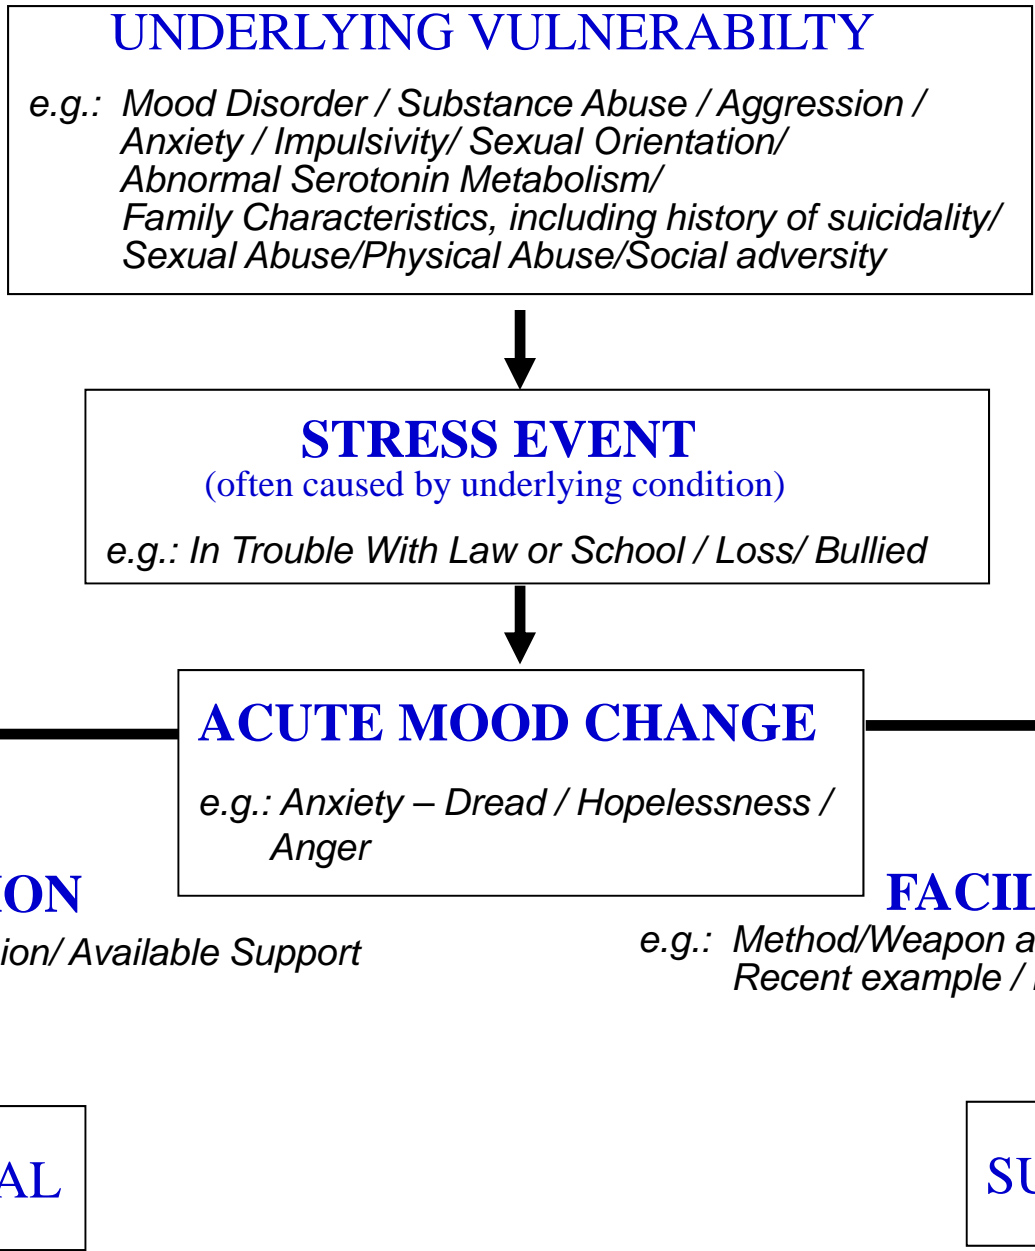 UNDERLYING VULNERABILTY
e.g.: Mood Disorder / Substance Abuse / Aggression /
Anxiety / Impulsivity/ Sexual Orientation/
Abnormal Serotonin Metabolism/
Family Characteristics, including history of suicidality/
Sexual Abuse/Physical Abuse/Social adversity
STRESS EVENT
(often caused by underlying condition)
e.g.: In Trouble With Law or School / Loss/ Bullied
ACUTE MOOD CHANGE
e.g.: Anxiety – Dread / Hopelessness /
Anger
ION
ion/ Available Support
FACIL
e.g.: Method/Weapon a
Recent example /
AL
SU